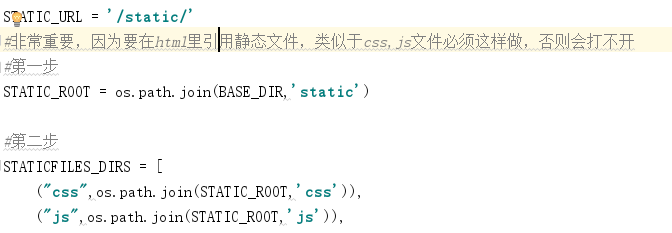 STATIC_URL = '/static/'
#非常重要，因为要在html里引用静态文件，类似于css,js文件必须这样做，否则会打不开
#第一步
STATIC_ROOT = os.path.join(BASE_DIR,'static')
#第二步
STATICFILES_DIRS = [
("css",os.path.join(STATIC_ROOT,'css')),
("js",os.path.join(STATIC_ROOT,'js')),